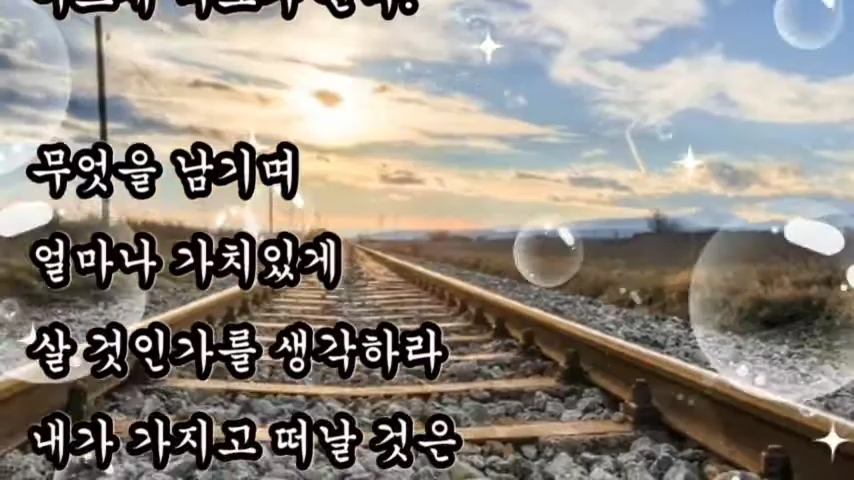 무엇을 남기며
얼마나 가치있게
살 것인가를 생각하라
내가 가지고 떠날 것은